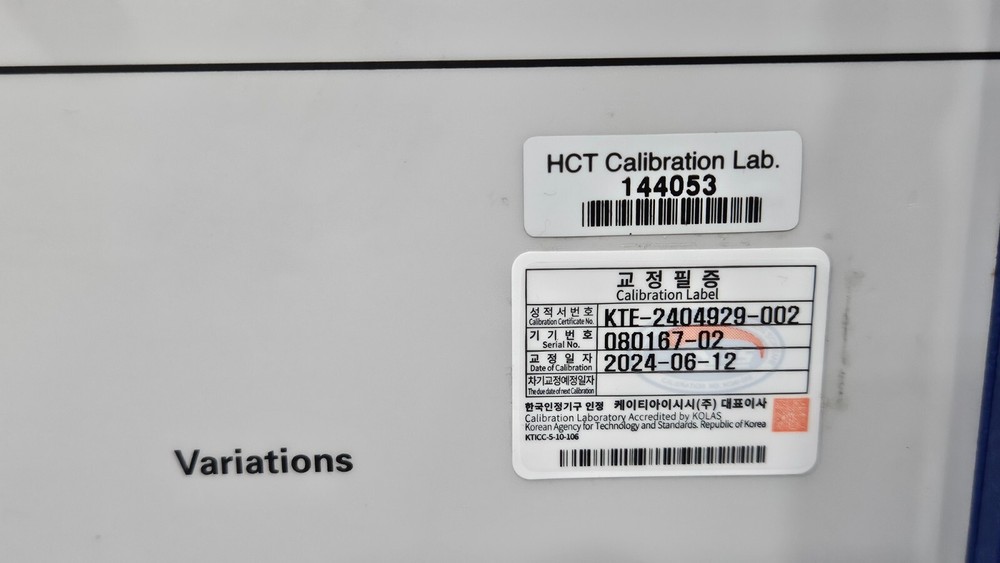 HCT Calibration Lab.
144053
교정필증
Calibration Label
성적서번호 KTE-2404929-002
Calibration Certificate No.
기기번호 080167-02
Serial No.
교정일자 2024-06-12
Date of Calibration
차기교정예정일자
The due date of next Calibration
한국인정기구 인정 케이티아이시시(주) 대표이사
Calibration Laboratory Accredited by KOLAS
Korean Agency for Technology and Standards. Republic of Korea
KTICC-5-10-106
Variations